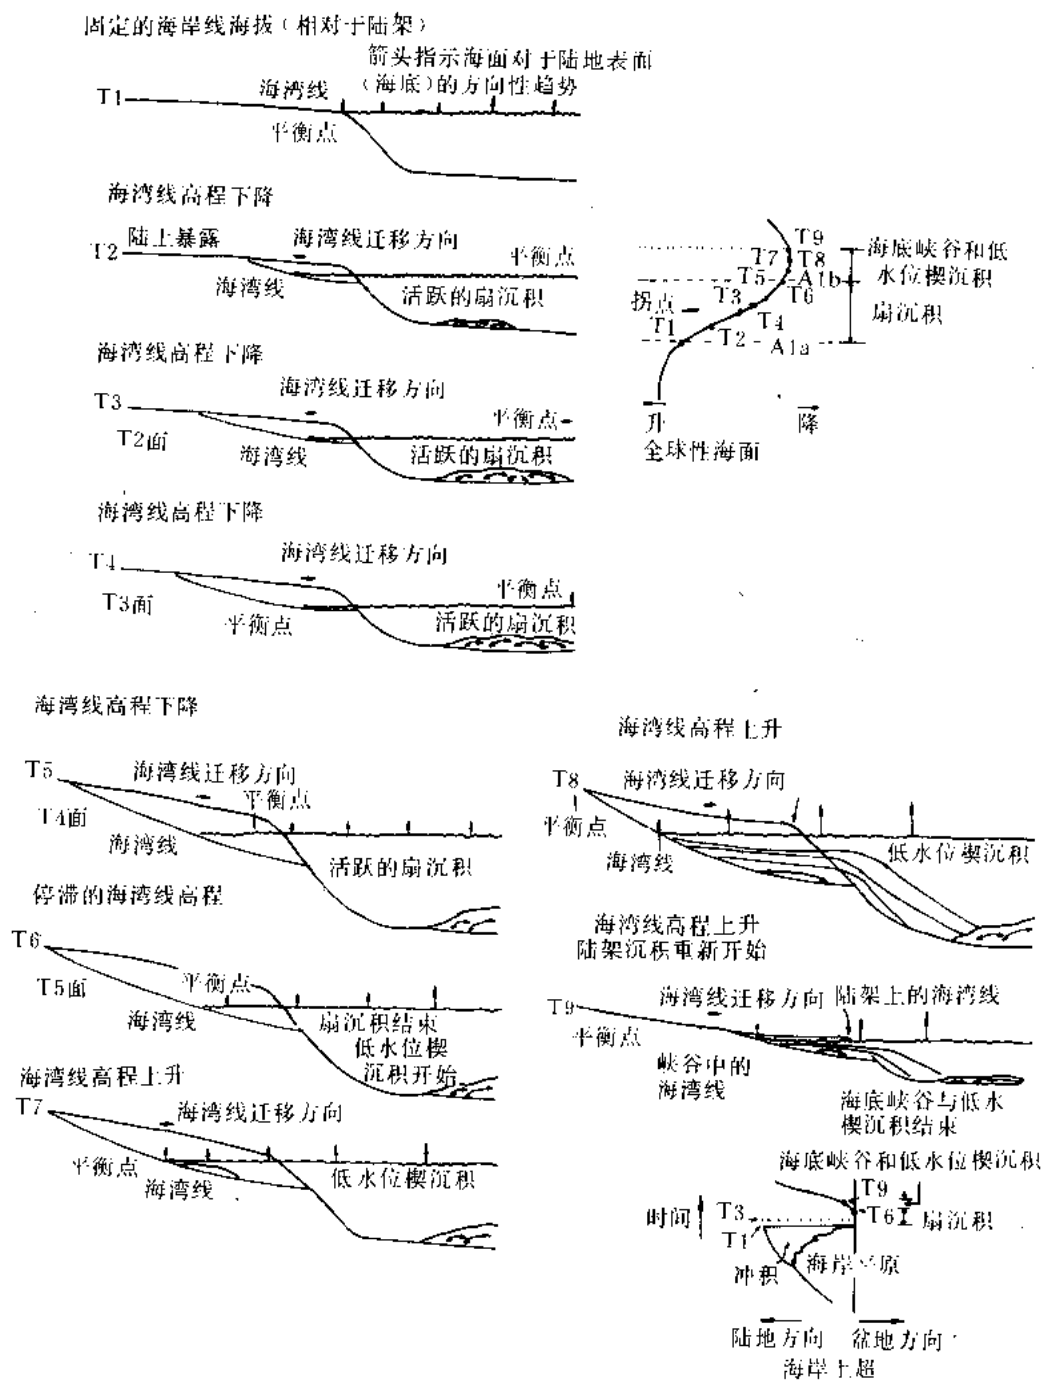 固定的海岸线海拔(相对于陆架)
箭头指示海面对于陆地表面
(海底)的方向性趋势
海湾线
T1
平衡点
海湾线高程下降
陆上暴露
海湾线迁移方向
T2
平衡点
海湾线
活跃的扇沉积
海湾线高程下降
海湾线迁移方向
T3
平衡点
T2面
海湾线
活跃的扇沉积
海湾线高程下降
海湾线迁移方向
T4
平衡点
T3面
平衡点
活跃的扇沉积
T9
T7
T8
海底峡谷和低
水位楔沉积
T5
A1b
T6
拐点
T3
扇沉积
T1
T4
T2
A1a
升
降
全球性海面
海湾线高程下降
T5
海湾线迁移方向
平衡点
T4面
海湾线
活跃的扇沉积
停滞的海湾线高程
T6
平衡点
T5面
海湾线
扇沉积结束
低水位楔
沉积开始
海湾线高程上升
T7
海湾线迁移方向
平衡点
海湾线
低水位楔沉积
海湾线高程上升
T8
海湾线迁移方向
平衡点
海湾线
低水位楔沉积
海湾线高程上升
陆架沉积重新开始
海湾线迁移方向
陆架上的海湾线
T9
平衡点
峡谷中的
海湾线
海底峡谷与低水
楔沉积结束
海底峡谷和低水位楔沉积
T9
时间
T3
T6
扇沉积
T1
冲积
海岸平原
陆地方向
盆地方向
海岸上超